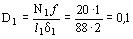 D₁ = N₁f / l₁δ₁ = 20·1 / 88·2 = 0,1